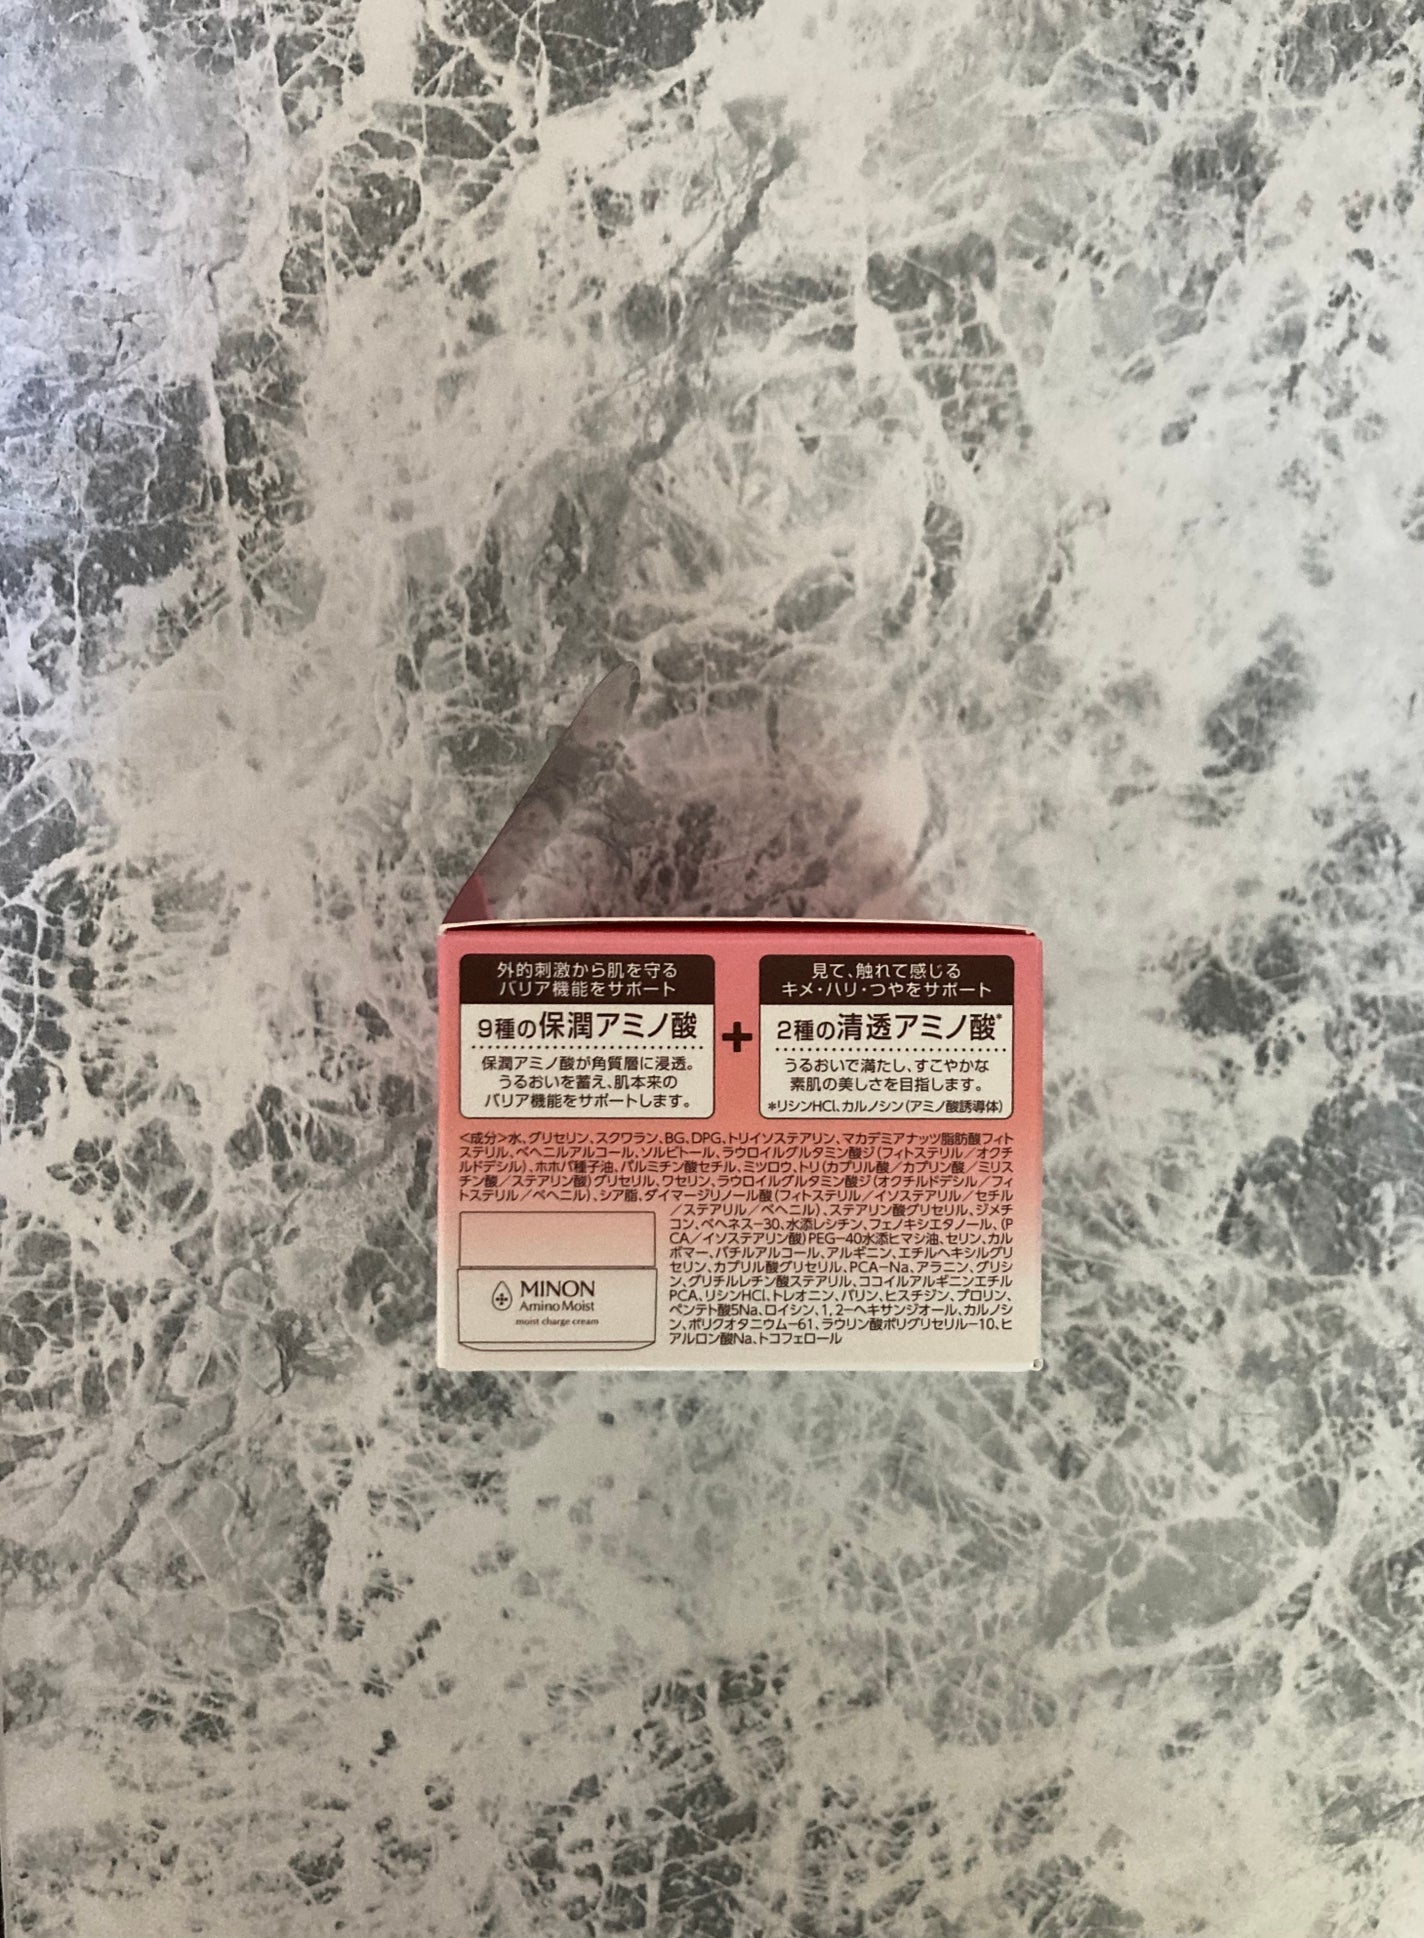 外的刺激から肌を守る
バリア機能をサポート
9種の保潤アミノ酸
保潤アミノ酸が角質層に浸透。
うるおいを蓄え、肌本来の
バリア機能をサポートします。
+
見て、触れて感じる
キメ・ハリ・つやをサポート
2種の清透アミノ酸*
うるおいで満たし、すこやかな
素肌の美しさを目指します。
*リシンHCl、カルノシン(アミノ酸誘導体)
<成分>水、グリセリン、スクワラン、BG、DPG、トリイソステアリン、マカデミアナッツ脂肪酸フィト
ステリル、ベヘニルアルコール、ソルビトール、ラウロイルグルタミン酸ジ(フィトステリル/オクチ
ルドデシル)、ホホバ種子油、パルミチン酸セチル、ミツロウ、トリ(カプリル酸/カプリン酸/ミリス
チン酸/ステアリン酸)グリセリル、ワセリン、ラウロイルグルタミン酸ジ(オクチルドデシル/フィ
トステリル/ベヘニル)、シア脂、ダイマージリノール酸(フィトステリル/イソステアリル/セチル
/ステアリル/ベヘニル)、ステアリン酸グリセリル、ジメチ
コン、ベヘネス-30、水添レシチン、フェノキシエタノール、(P
CA/イソステアリン酸)PEG-40水添ヒマシ油、セリン、カル
ボマー、バチルアルコール、アルギニン、エチルヘキシルグリ
セリン、カプリル酸グリセリル、PCA-Na、アラニン、グリシ
ン、グリチルレチン酸ステアリル、ココイルアルギニンエチル
PCA、リシンHCl、トレオニン、バリン、ヒスチジン、プロリン、
ペンテト酸5Na、ロイシン、1,2-ヘキサンジオール、カルノシ
ン、ポリクオタニウム-61、ラウリン酸ポリグリセリル-10、ヒ
アルロン酸Na、トコフェロール
MINON
Amino Moist
moist charge cream